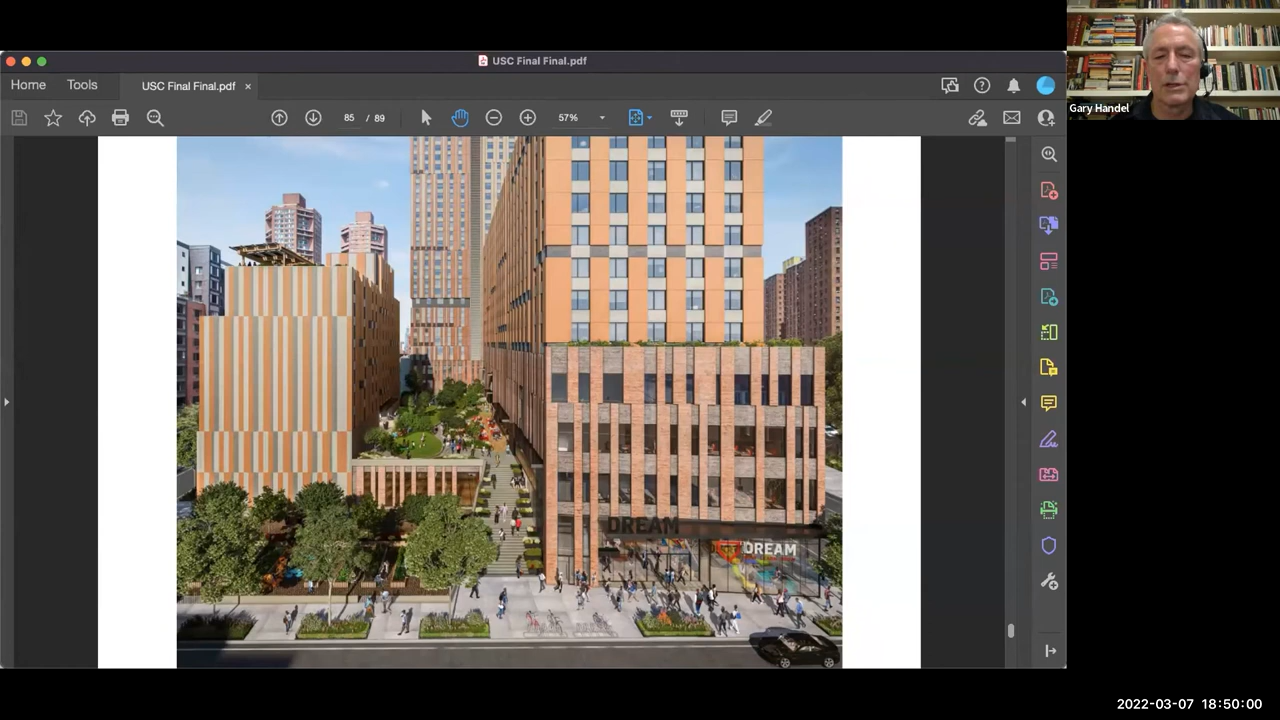 USC Final Final.pdf
Home
Tools
USC Final Final.pdf ×
85 / 89
57%
DREAM
DREAM
Gary Handel
2022-03-07 18:50:00